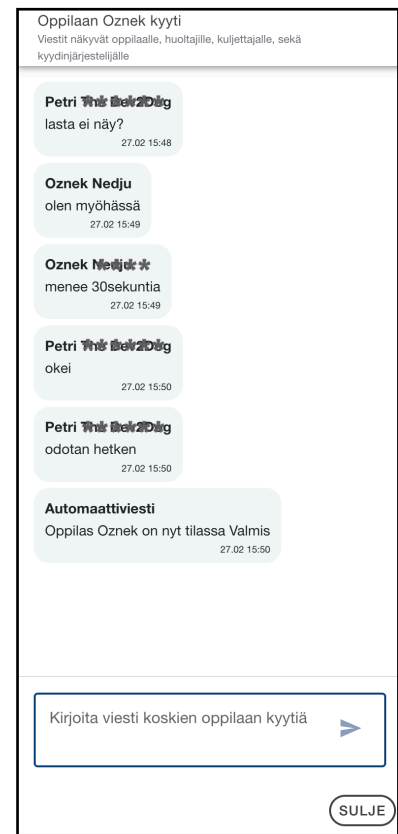 Oppilaan Oznek kyyti
Viestit näkyvät oppilaalle, huoltajille, kuljettajalle, sekä
kyydinjärjestelijälle
Petri
lasta ei näy?
27.02 15:48
Oznek Nedju
olen myöhässä
27.02 15:49
Oznek
menee 30sekuntia
27.02 15:49
Petri
okei
27.02 15:50
Petri
odotan hetken
27.02 15:50
Automaattiviesti
Oppilas Oznek on nyt tilassa Valmis
27.02 15:50
Kirjoita viesti koskien oppilaan kyytiä
SULJE